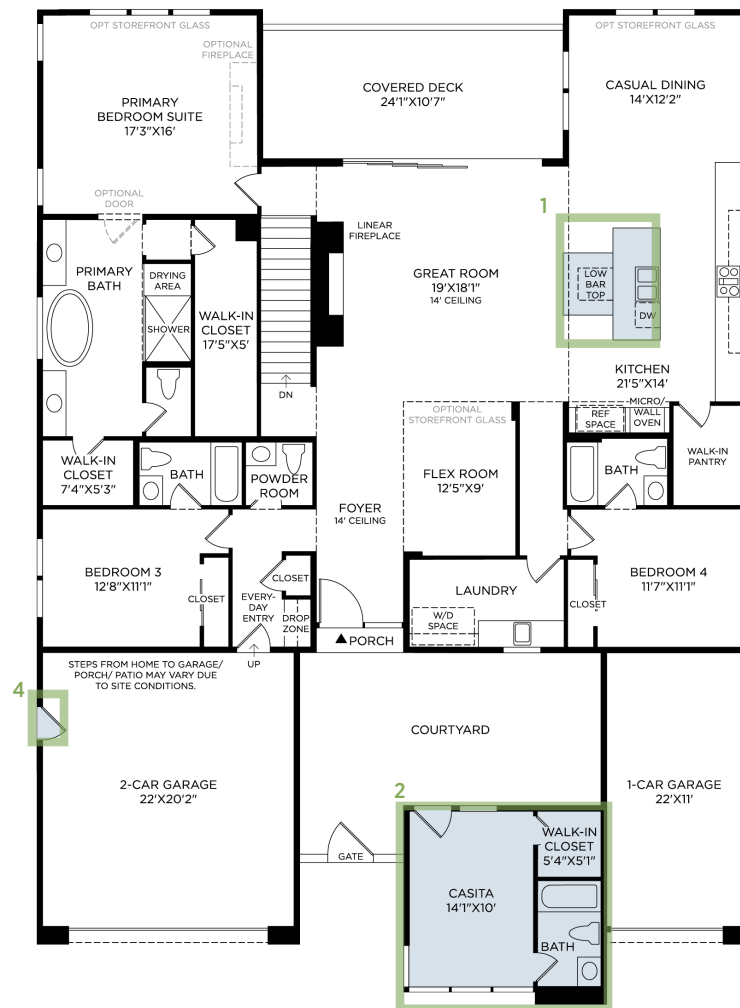 OPT STOREFRONT GLASS
OPT STOREFRONT GLASS
OPTIONAL
FIREPLACE
PRIMARY
BEDROOM SUITE
17'3"X16'
COVERED DECK
24'1"X10'7"
CASUAL DINING
14'X12'2"
OPTIONAL
DOOR
1
LINEAR
FIREPLACE
PRIMARY
BATH
DRYING
AREA
SHOWER
WALK-IN
CLOSET
17'5"X5'
GREAT ROOM
19'X18'1"
14' CEILING
LOW
BAR
TOP
DW
KITCHEN
21'5"X14'
DN
MICRO/
WALL
OVEN
REF
SPACE
OPTIONAL
STOREFRONT GLASS
WALK-IN
CLOSET
7'4"X5'3"
BATH
POWDER
ROOM
FLEX ROOM
12'5"X9'
BATH
WALK-IN
PANTRY
FOYER
14' CEILING
BEDROOM 3
12'8"X11'1"
CLOSET
CLOSET
EVERY-
DAY
ENTRY
DROP
ZONE
LAUNDRY
W/D
SPACE
CLOSET
BEDROOM 4
11'7"X11'1"
PORCH
UP
STEPS FROM HOME TO GARAGE/
PORCH/ PATIO MAY VARY DUE
TO SITE CONDITIONS.
4
COURTYARD
2-CAR GARAGE
22'X20'2"
1-CAR GARAGE
22'X11'
2
GATE
WALK-IN
CLOSET
5'4"X5'1"
CASITA
14'1"X10'
BATH